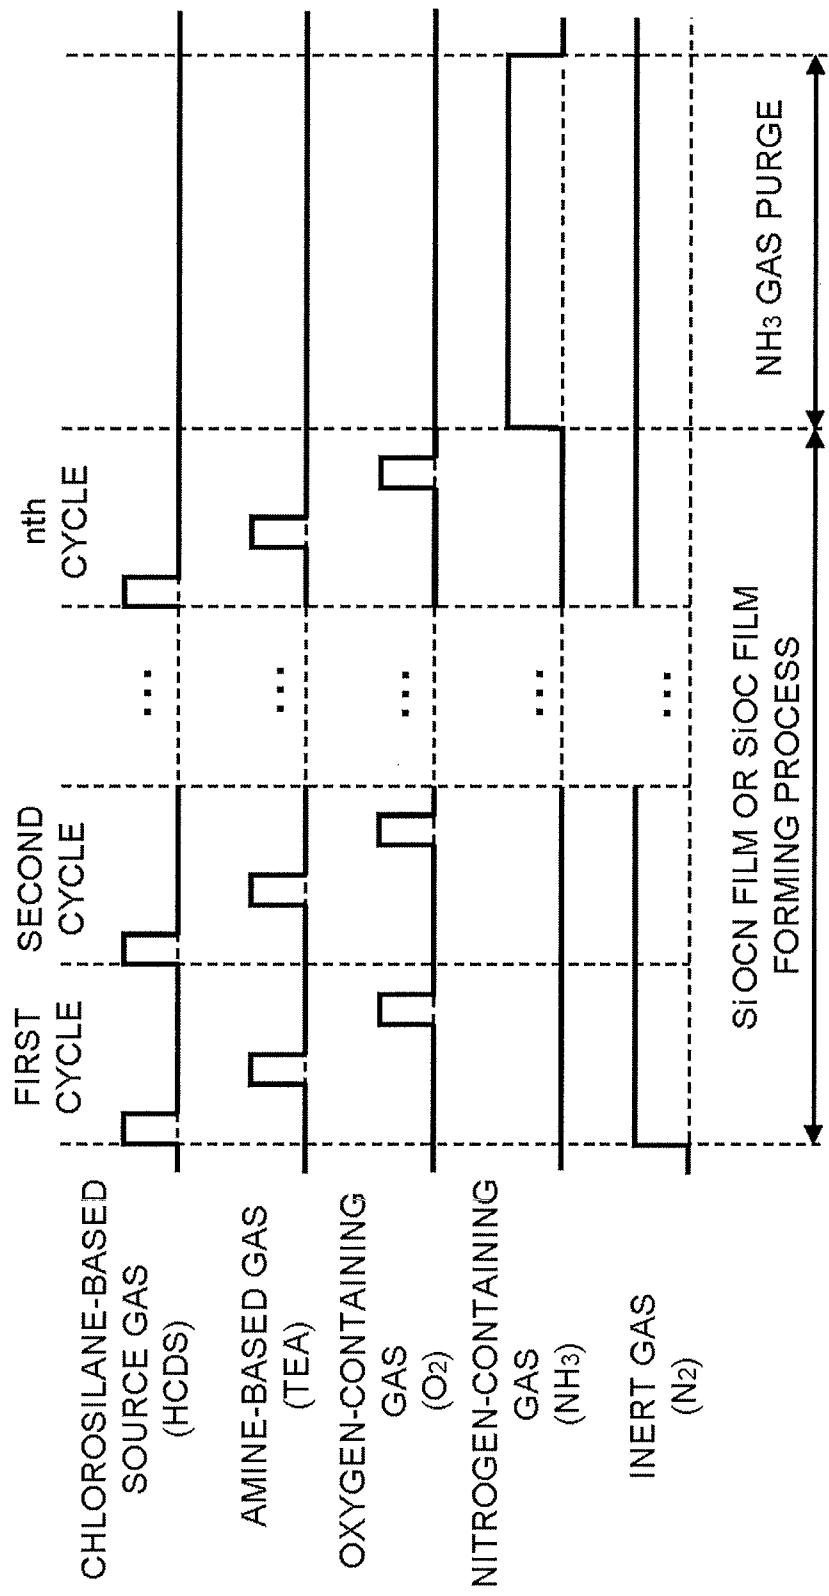 FIRST
CYCLE
SECOND
CYCLE
...
nth
CYCLE
CHLOROSILANE-BASED
SOURCE GAS
(HCDS)
...
AMINE-BASED GAS
(TEA)
...
OXYGEN-CONTAINING
GAS
(O2)
...
NITROGEN-CONTAINING
GAS
(NH3)
...
INERT GAS
(N2)
SiOCN FILM OR SiOC FILM
FORMING PROCESS
NH3 GAS PURGE